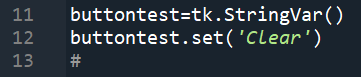 11 buttontest=tk.StringVar()
12 buttontest.set('Clear')
13 #